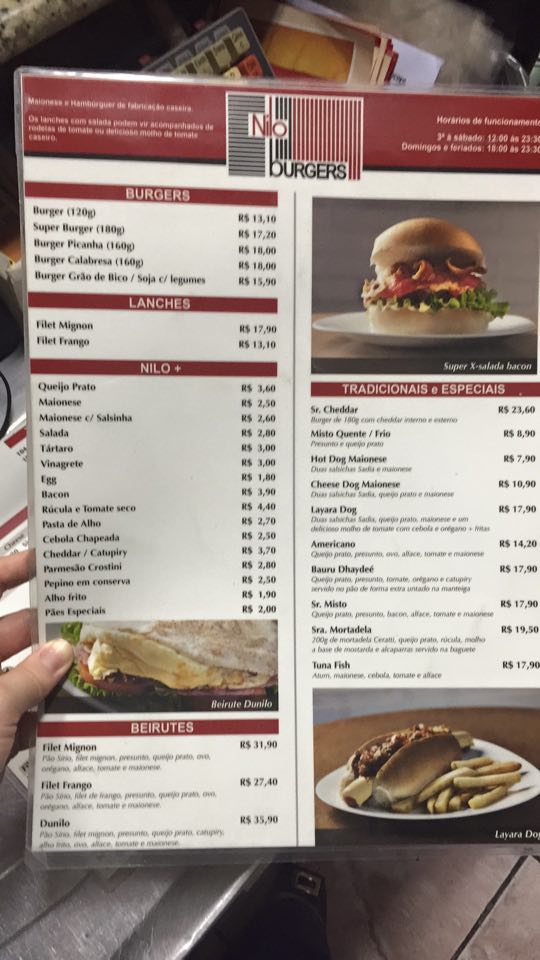 Maionese e Hambúrguer de fabricação caseira.
Os lanches com salada podem vir acompanhados de
rodelas de tomate ou delicioso molho de tomate
caseiro.
Nilo
BURGERS
Horários de funcionamento
3ª à sábado: 12:00 às 23:30
Domingos e feriados: 18:00 às 23:30
BURGERS
Burger (120g) R$ 13,10
Super Burger (180g) R$ 17,20
Burger Picanha (160g) R$ 18,00
Burger Calabresa (160g) R$ 18,00
Burger Grão de Bico / Soja c/ legumes R$ 15,90
LANCHES
Filet Mignon R$ 17,90
Filet Frango R$ 13,10
NILO +
Queijo Prato R$ 3,60
Maionese R$ 2,50
Maionese c/ Salsinha R$ 2,60
Salada R$ 2,80
Tártaro R$ 3,00
Vinagrete R$ 3,00
Egg R$ 1,80
Bacon R$ 3,90
Rúcula e Tomate seco R$ 4,40
Pasta de Alho R$ 2,70
Cebola Chapeada R$ 2,50
Cheddar / Catupiry R$ 3,70
Parmesão Crostini R$ 2,80
Pepino em conserva R$ 2,50
Alho frito R$ 1,90
Pães Especiais R$ 2,00
Beirute Dunilo
BEIRUTES
Filet Mignon R$ 31,90
Pão Sírio, filet mignon, presunto, queijo prato, ovo,
orégano, alface, tomate e maionese.
Filet Frango R$ 27,40
Pão Sírio, filet de frango, presunto, queijo prato, ovo,
orégano, alface, tomate e maionese.
Dunilo R$ 35,90
Pão Sírio, filet mignon, presunto, queijo prato, catupiry,
alho frito, ovo, alface, tomate e maionese.
Super X-salada bacon
TRADICIONAIS e ESPECIAIS
Sr. Cheddar R$ 23,60
Burger de 180g com cheddar interno e externo
Misto Quente / Frio R$ 8,90
Presunto e queijo prato
Hot Dog Maionese R$ 7,90
Duas salsichas Sadia e maionese
Cheese Dog Maionese R$ 10,90
Duas salsichas Sadia, queijo prato e maionese
Layara Dog R$ 17,90
Duas salsichas Sadia, queijo prato, maionese e um
delicioso molho de tomate com cebola e orégano + fritas
Americano R$ 14,20
Queijo prato, presunto, ovo, alface, tomate e maionese
Bauru Dhaydeé R$ 17,90
Queijo prato, presunto, tomate, orégano e catupiry
servido no pão de forma extra untado na manteiga
Sr. Misto R$ 17,90
Queijo prato, presunto, bacon, alface, tomate e maionese
Sra. Mortadela R$ 19,50
200g de mortadela Ceratti, queijo prato, rúcula, molho
a base de mostarda e alcaparras servido na baguete
Tuna Fish R$ 17,90
Atum, maionese, cebola, tomate e alface
Layara Dog